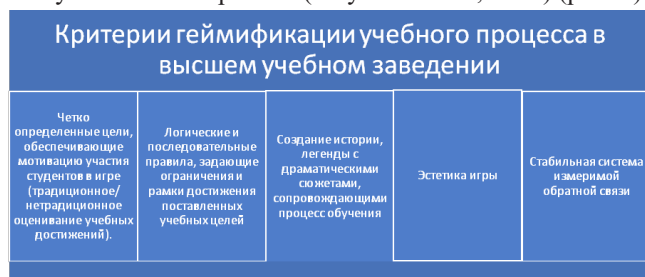 Критерии геймификации учебного процесса в
высшем учебном заведении
Четко
определенные цели,
обеспечивающие
мотивацию участия
студентов в игре
(традиционное/
нетрадиционное
оценивание учебных
достижений).
Логические и
последовательные
правила, задающие
ограничения и
рамки достижения
поставленных
учебных целей
Создание истории,
легенды с
драматическими
сюжетами,
сопровождающими
процесс обучения
Эстетика игры
Стабильная система
измеримой
обратной связи